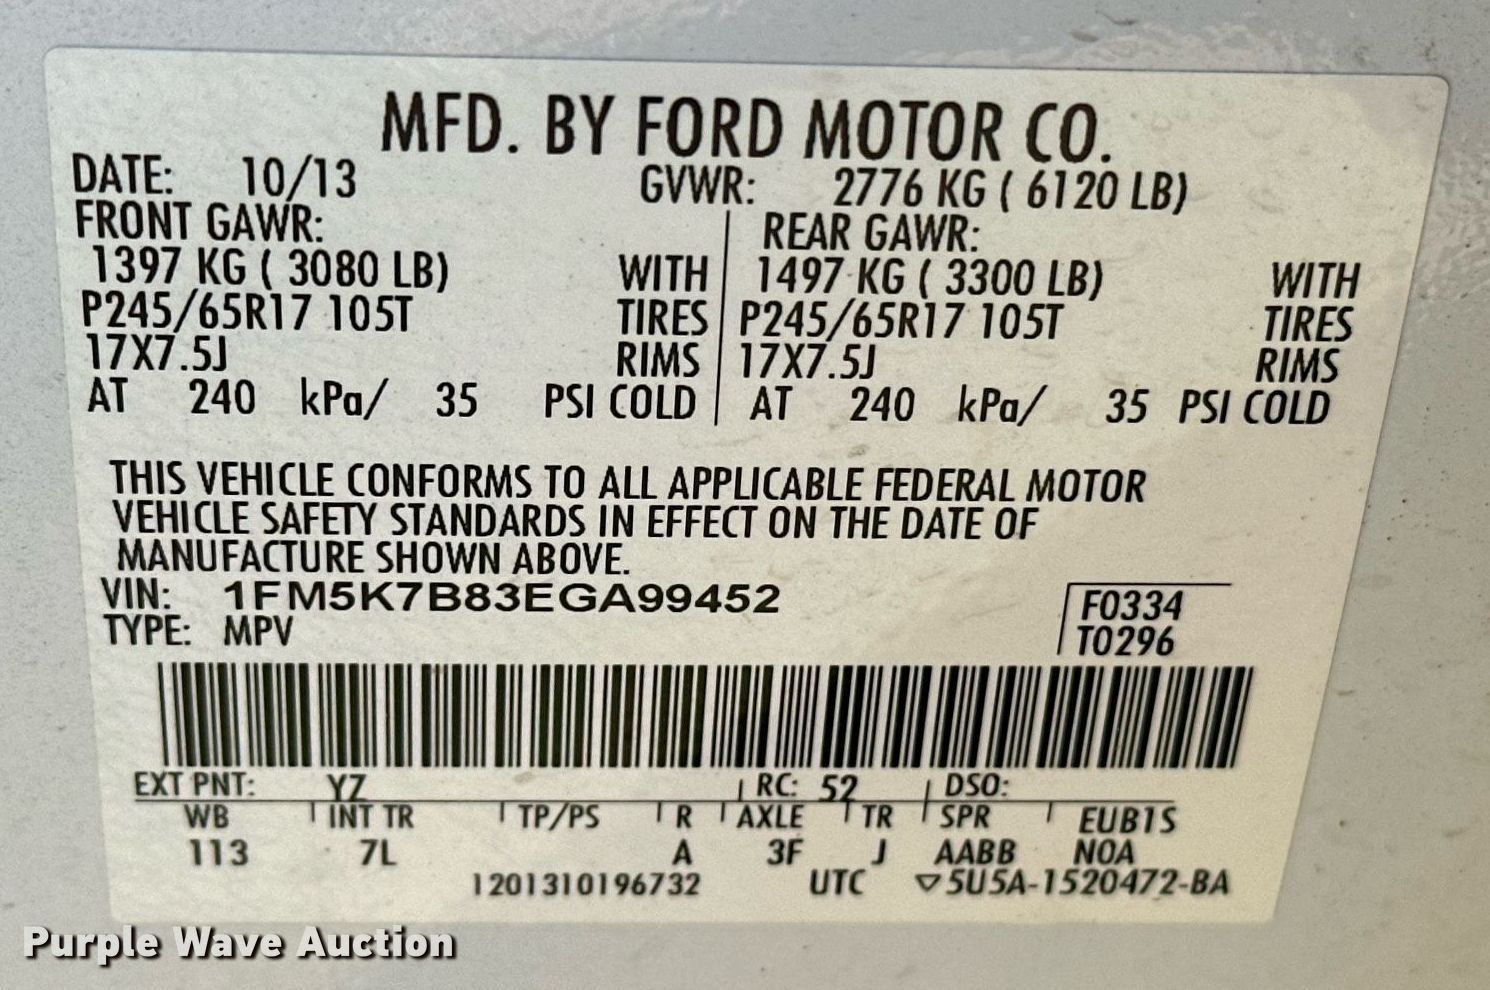 MFD. BY FORD MOTOR CO.
DATE: 10/13 GVWR: 2776 KG ( 6120 LB)
FRONT GAWR: REAR GAWR:
1397 KG ( 3080 LB) WITH 1497 KG ( 3300 LB) WITH
P245/65R17 105T TIRES P245/65R17 105T TIRES
17X7.5J RIMS 17X7.5J RIMS
AT 240 kPa/ 35 PSI COLD AT 240 kPa/ 35 PSI COLD
THIS VEHICLE CONFORMS TO ALL APPLICABLE FEDERAL MOTOR
VEHICLE SAFETY STANDARDS IN EFFECT ON THE DATE OF
MANUFACTURE SHOWN ABOVE.
VIN: 1FM5K7B83EGA99452 F0334
TYPE: MPV T0296
EXT PNT: YZ RC: 52 DSO:
WB INT TR TP/PS R AXLE TR SPR EUB1S
113 7L A 3F J AABB NOA
1201310196732 UTC ▽5U5A-1520472-BA
Purple Wave Auction